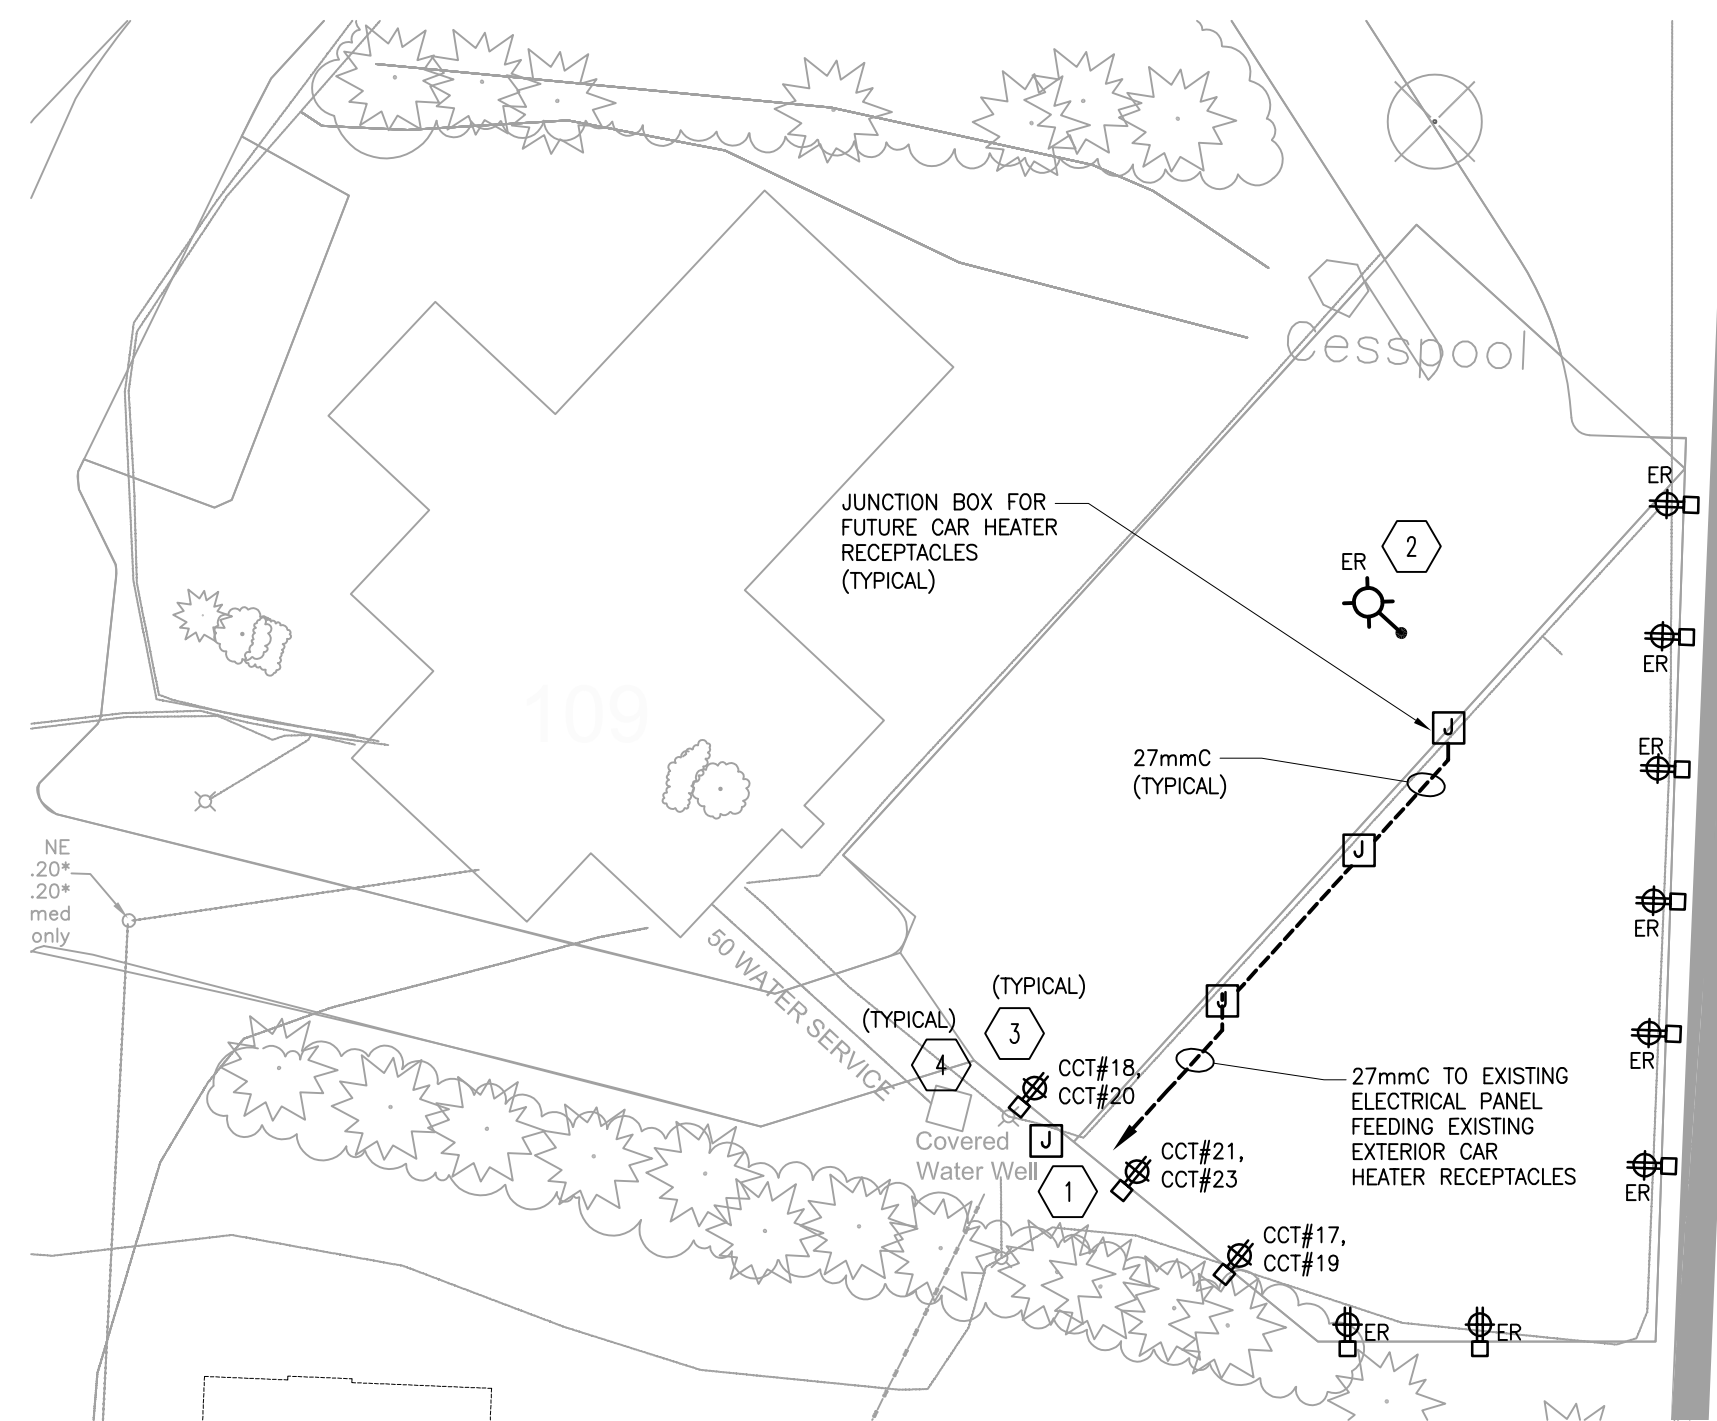 Cesspool
ER
JUNCTION BOX FOR
FUTURE CAR HEATER
RECEPTACLES
(TYPICAL)
2
ER
ER
109
J
27mmC
(TYPICAL)
ER
J
NE
.20*
.20*
med
only
ER
50 WATER SERVICE
(TYPICAL)
J
(TYPICAL)
3
4
ER
CCT#18,
CCT#20
27mmC TO EXISTING
ELECTRICAL PANEL
FEEDING EXISTING
EXTERIOR CAR
HEATER RECEPTACLES
Covered
Water Well
J
CCT#21,
CCT#23
1
ER
CCT#17,
CCT#19
ER
ER